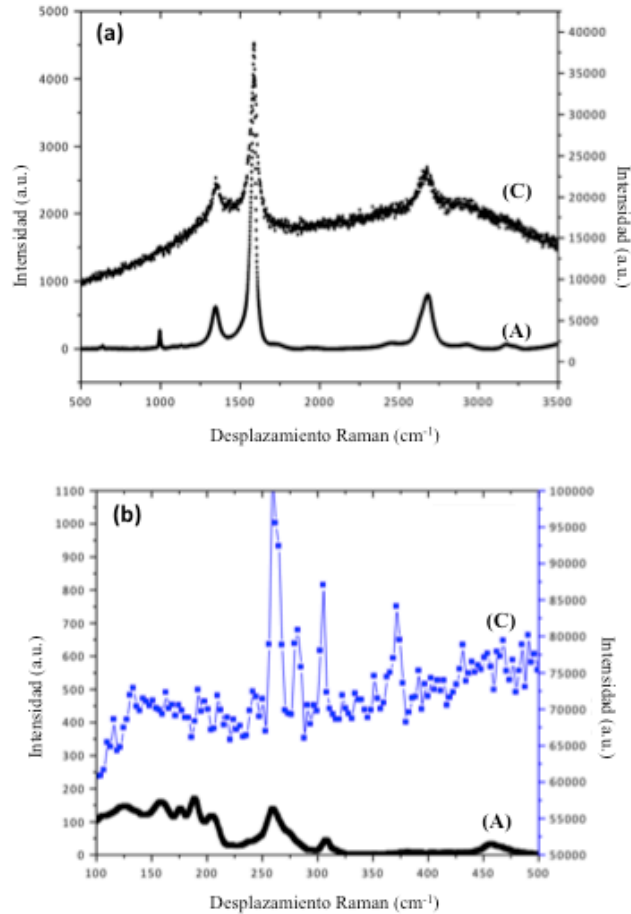 (a)
5000
4000
3000
2000
1000
0
40000
35000
30000
25000
20000
15000
10000
5000
0
Intensidad (a.u.)
Intensidad (a.u.)
(C)
(A)
500 1000 1500 2000 2500 3000 3500
Desplazamiento Raman (cm-1)
(b)
1100
1000
900
800
700
600
500
400
300
200
100
0
100000
95000
90000
85000
80000
75000
70000
65000
60000
55000
50000
Intensidad (a.u.)
Intensidad (a.u.)
(C)
(A)
100 150 200 250 300 350 400 450 500
Desplazamiento Raman (cm-1)